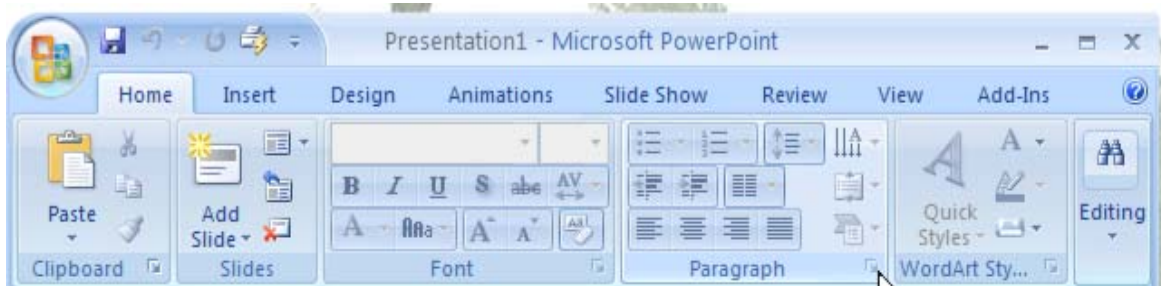 Presentation1 - Microsoft PowerPoint
Home Insert Design Animations Slide Show Review View Add-Ins
B I U S abc AV
Paste Add Slide Quick Styles Editing
A Aa A A
Clipboard Slides Font Paragraph WordArt Sty...